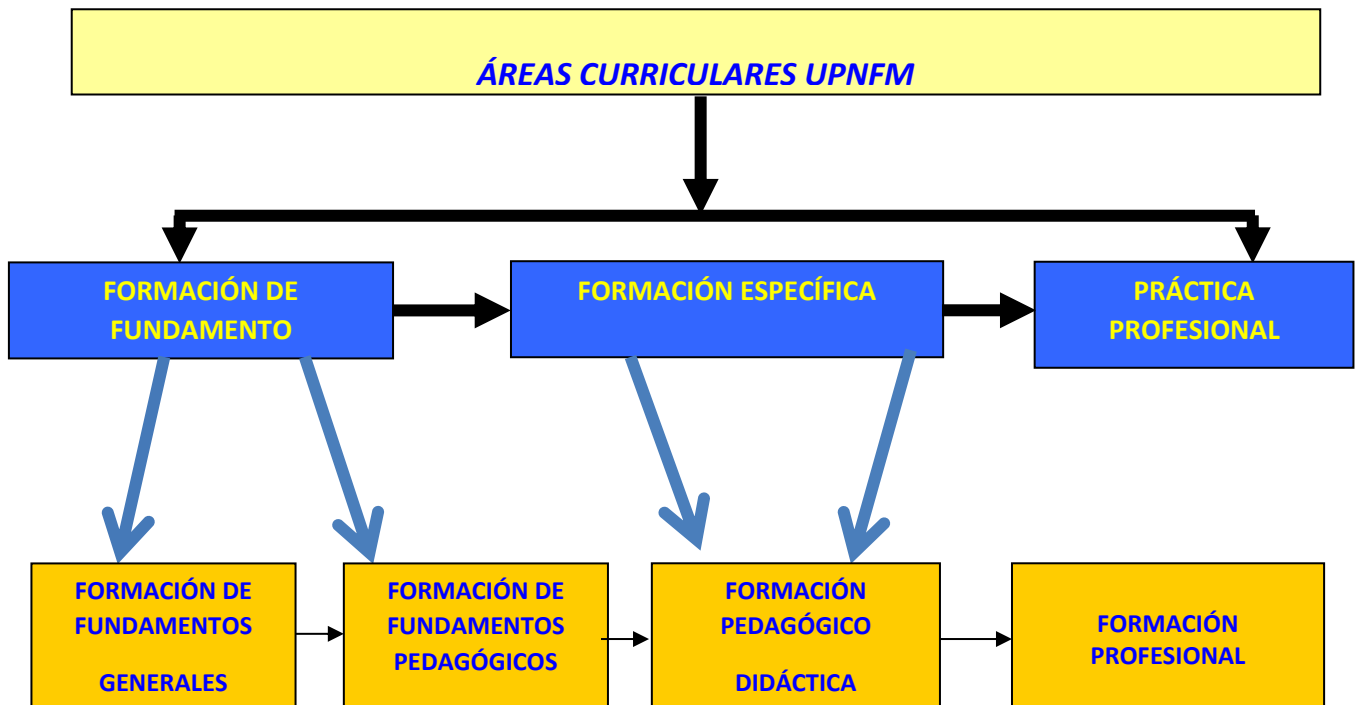 ÁREAS CURRICULARES UPNFM
FORMACIÓN DE
FUNDAMENTO
FORMACIÓN ESPECÍFICA
PRÁCTICA
PROFESIONAL
FORMACIÓN DE
FUNDAMENTOS
GENERALES
FORMACIÓN DE
FUNDAMENTOS
PEDAGÓGICOS
FORMACIÓN
PEDAGÓGICO
DIDÁCTICA
FORMACIÓN
PROFESIONAL